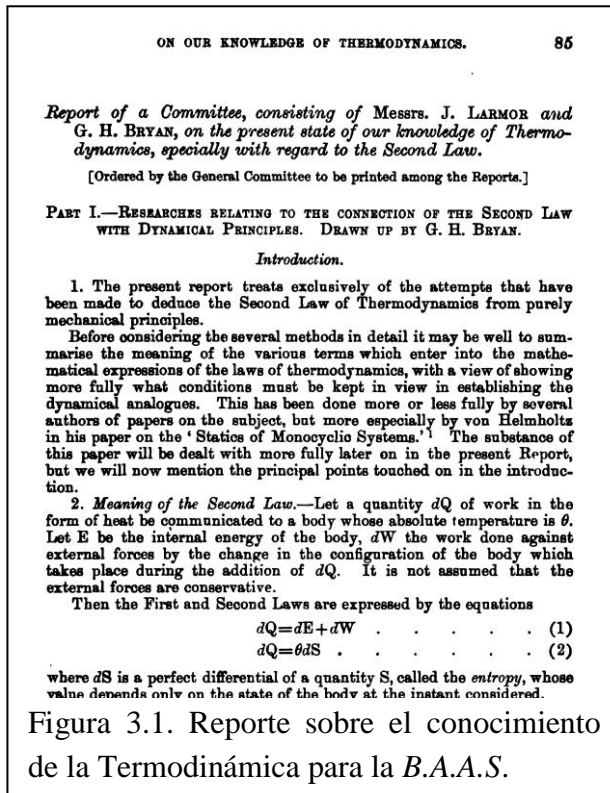 ON OUR KNOWLEDGE OF THERMODYNAMICS. 85
Report of a Committee, consisting of Messrs. J. LARMOR and
G. H. BRYAN, on the present state of our knowledge of Thermo-
dynamics, specially with regard to the Second Law.
[Ordered by the General Committee to be printed among the Reports.]
PART I.—RESEARCHES RELATING TO THE CONNECTION OF THE SECOND LAW
WITH DYNAMICAL PRINCIPLES. DRAWN UP BY G. H. BRYAN.
Introduction.
1. The present report treats exclusively of the attempts that have
been made to deduce the Second Law of Thermodynamics from purely
mechanical principles.
Before considering the several methods in detail it may be well to sum-
marise the meaning of the various terms which enter into the mathe-
matical expressions of the laws of thermodynamics, with a view of showing
more fully what conditions must be kept in view in establishing the
dynamical analogues. This has been done more or less fully by several
authors of papers on the subject, but more especially by von Helmholtz
in his paper on the ‘Statics of Monocyclic Systems.’¹ The substance of
this paper will be dealt with more fully later on in the present Report,
but we will now mention the principal points touched on in the introduc-
tion.
2. Meaning of the Second Law.—Let a quantity dQ of work in the
form of heat be communicated to a body whose absolute temperature is θ.
Let E be the internal energy of the body, dW the work done against
external forces by the change in the configuration of the body which
takes place during the addition of dQ. It is not assumed that the
external forces are conservative.
Then the First and Second Laws are expressed by the equations
dQ=dE+dW . . . . . (1)
dQ=θdS . . . . . . (2)
where dS is a perfect differential of a quantity S, called the entropy, whose
value depends only on the state of the body at the instant considered.
Figura 3.1. Reporte sobre el conocimiento
de la Termodinámica para la B.A.A.S.